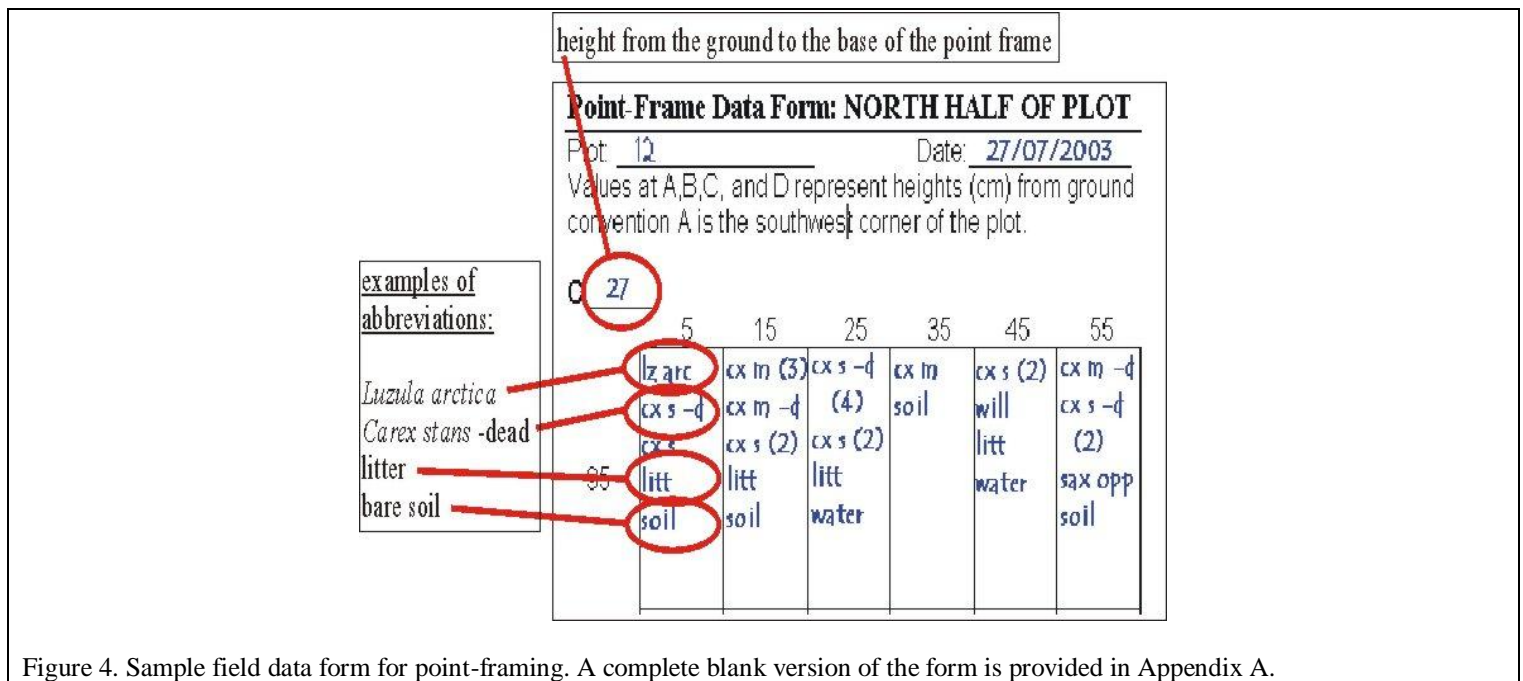 height from the ground to the base of the point frame
Point-Frame Data Form: NORTH HALF OF PLOT
Plot: 12 Date: 27/07/2003
Values at A,B,C, and D represent heights (cm) from ground
convention A is the southwest corner of the plot.
C 27
examples of
abbreviations:
Luzula arctica
Carex stans -dead
litter
bare soil
5 15 25 35 45 55
lz arc cx m (3) cx s -d cx m cx s (2) cx m -d
cx s -d cx m -d (4) soil will cx s -d
cx s cx s (2) cx s (2) litt (2)
95 litt litt litt water sax opp
soil soil water soil
Figure 4. Sample field data form for point-framing. A complete blank version of the form is provided in Appendix A.